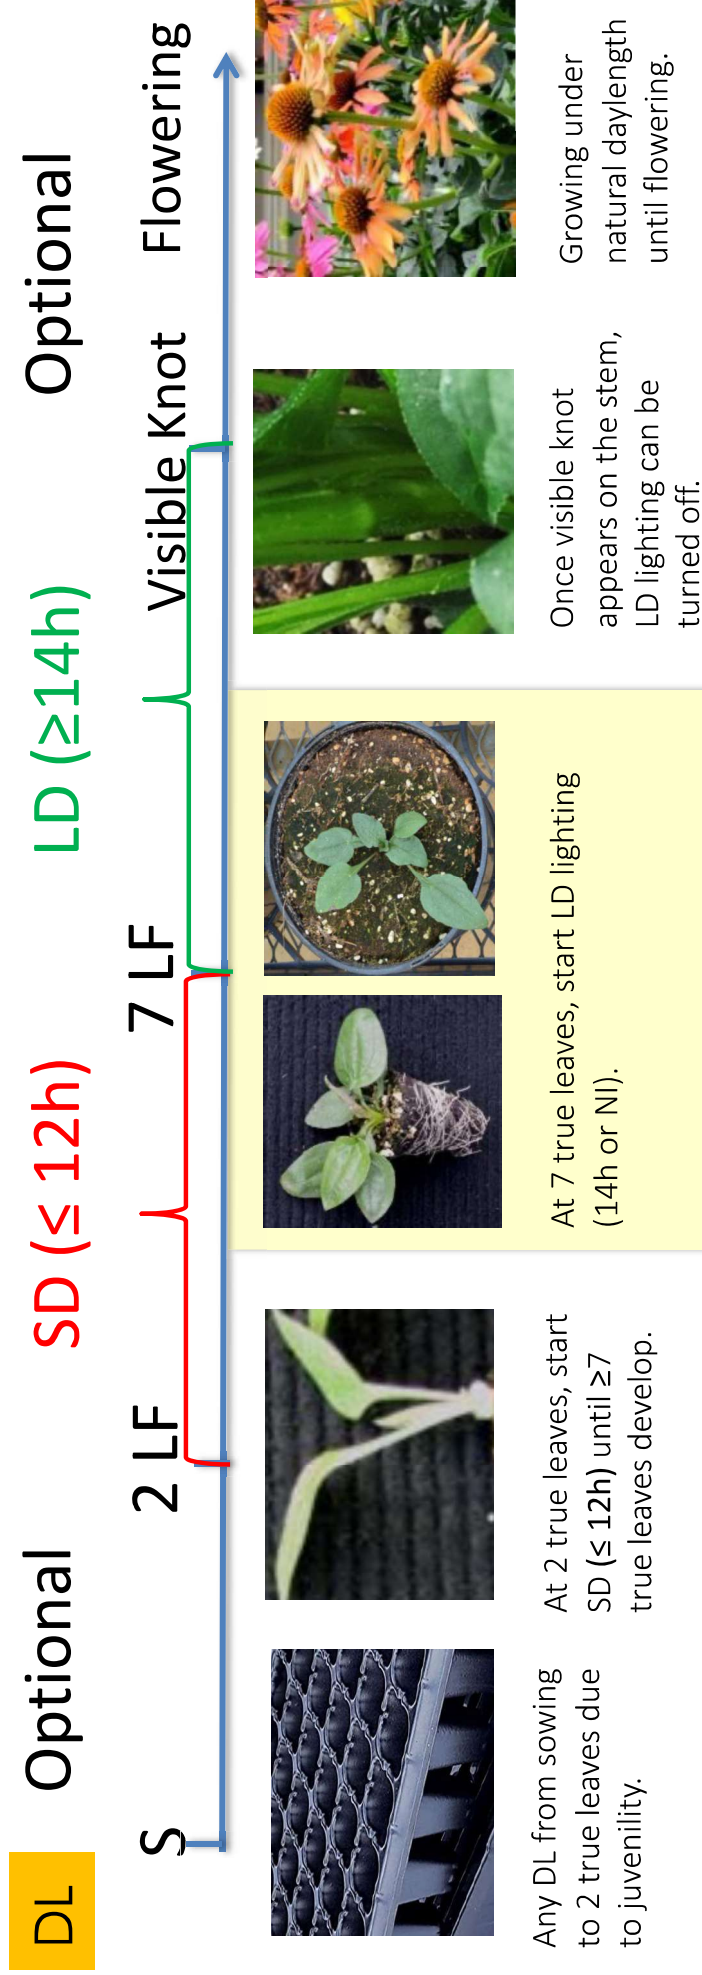 DL
Optional
SD (≤ 12h)
LD (≥14h)
Optional
S
2 LF
7 LF
Visible Knot
Flowering
Any DL from sowing
to 2 true leaves due
to juvenility.
At 2 true leaves, start
SD (≤ 12h) until ≥7
true leaves develop.
At 7 true leaves, start LD lighting
(14h or NI).
Once visible knot
appears on the stem,
LD lighting can be
turned off.
Growing under
natural daylength
until flowering.